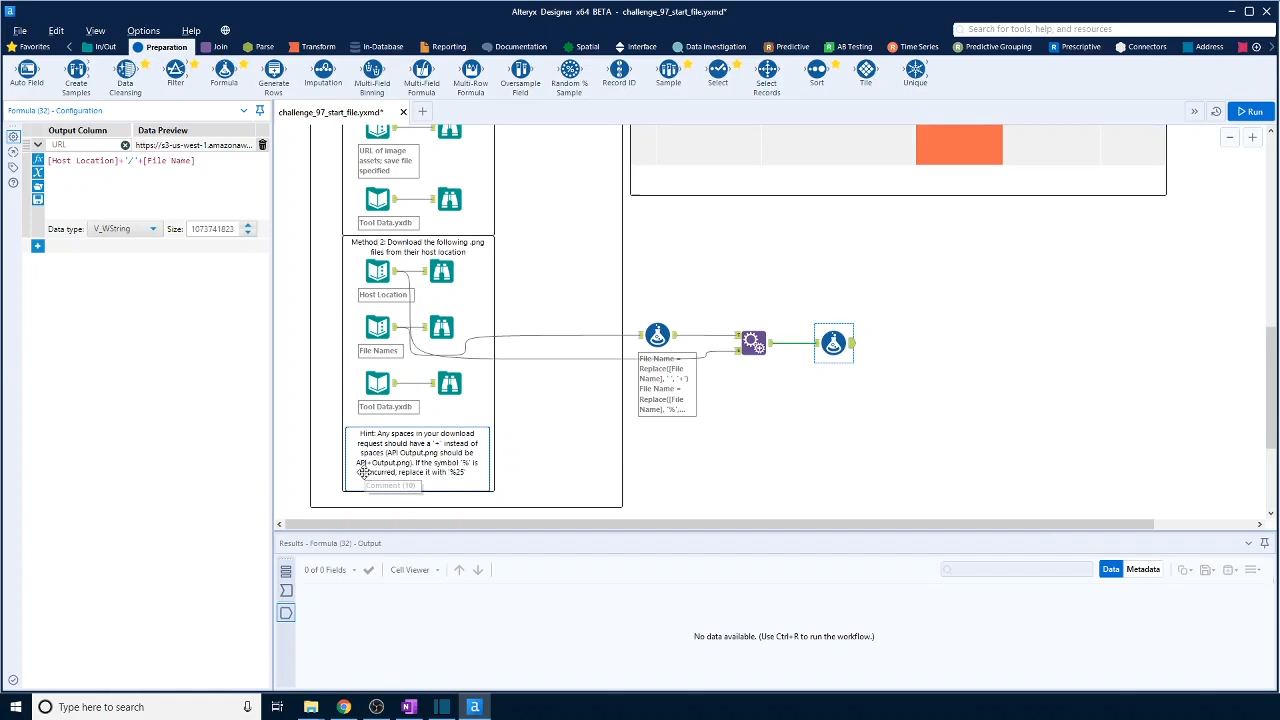 Alteryx Designer x64 BETA - challenge_97_start_file.yxmd*
File Edit View Options Help
Search for tools, help, and resources
Favorites In/Out Preparation Join Parse Transform In-Database Reporting Documentation Spatial Interface Data Investigation Predictive AB Testing Time Series Predictive Grouping Prescriptive Connectors Address
Auto Field
Create Samples
Data Cleansing
Filter
Formula
Generate Rows
Imputation
Multi-Field Binning
Multi-Field Formula
Multi-Row Formula
Oversample Field
Random % Sample
Record ID
Sample
Select
Select Records
Sort
Tile
Unique
Formula (32) - Configuration
challenge_97_start_file.yxmd*
Run
Output Column Data Preview
URL https://s3-us-west-1.amazonaw...
[Host Location]+'/'+[File Name]
Data type: V_WString Size: 1073741823
URL of image
assets; save file
specified
Tool Data.yxdb
Method 2: Download the following .png
files from their host location
Host Location
File Names
Tool Data.yxdb
File Name =
Replace([File
Name], ' ', '+')
File Name =
Replace([File
Name], '%',...
Hint: Any spaces in your download
request should have a '+' instead of
spaces (API Output.png should be
API+Output.png). If the symbol '%' is
incurred, replace it with '%25'
Comment (18)
Results - Formula (32) - Output
0 of 0 Fields Cell Viewer Data Metadata
No data available. (Use Ctrl+R to run the workflow.)
Type here to search